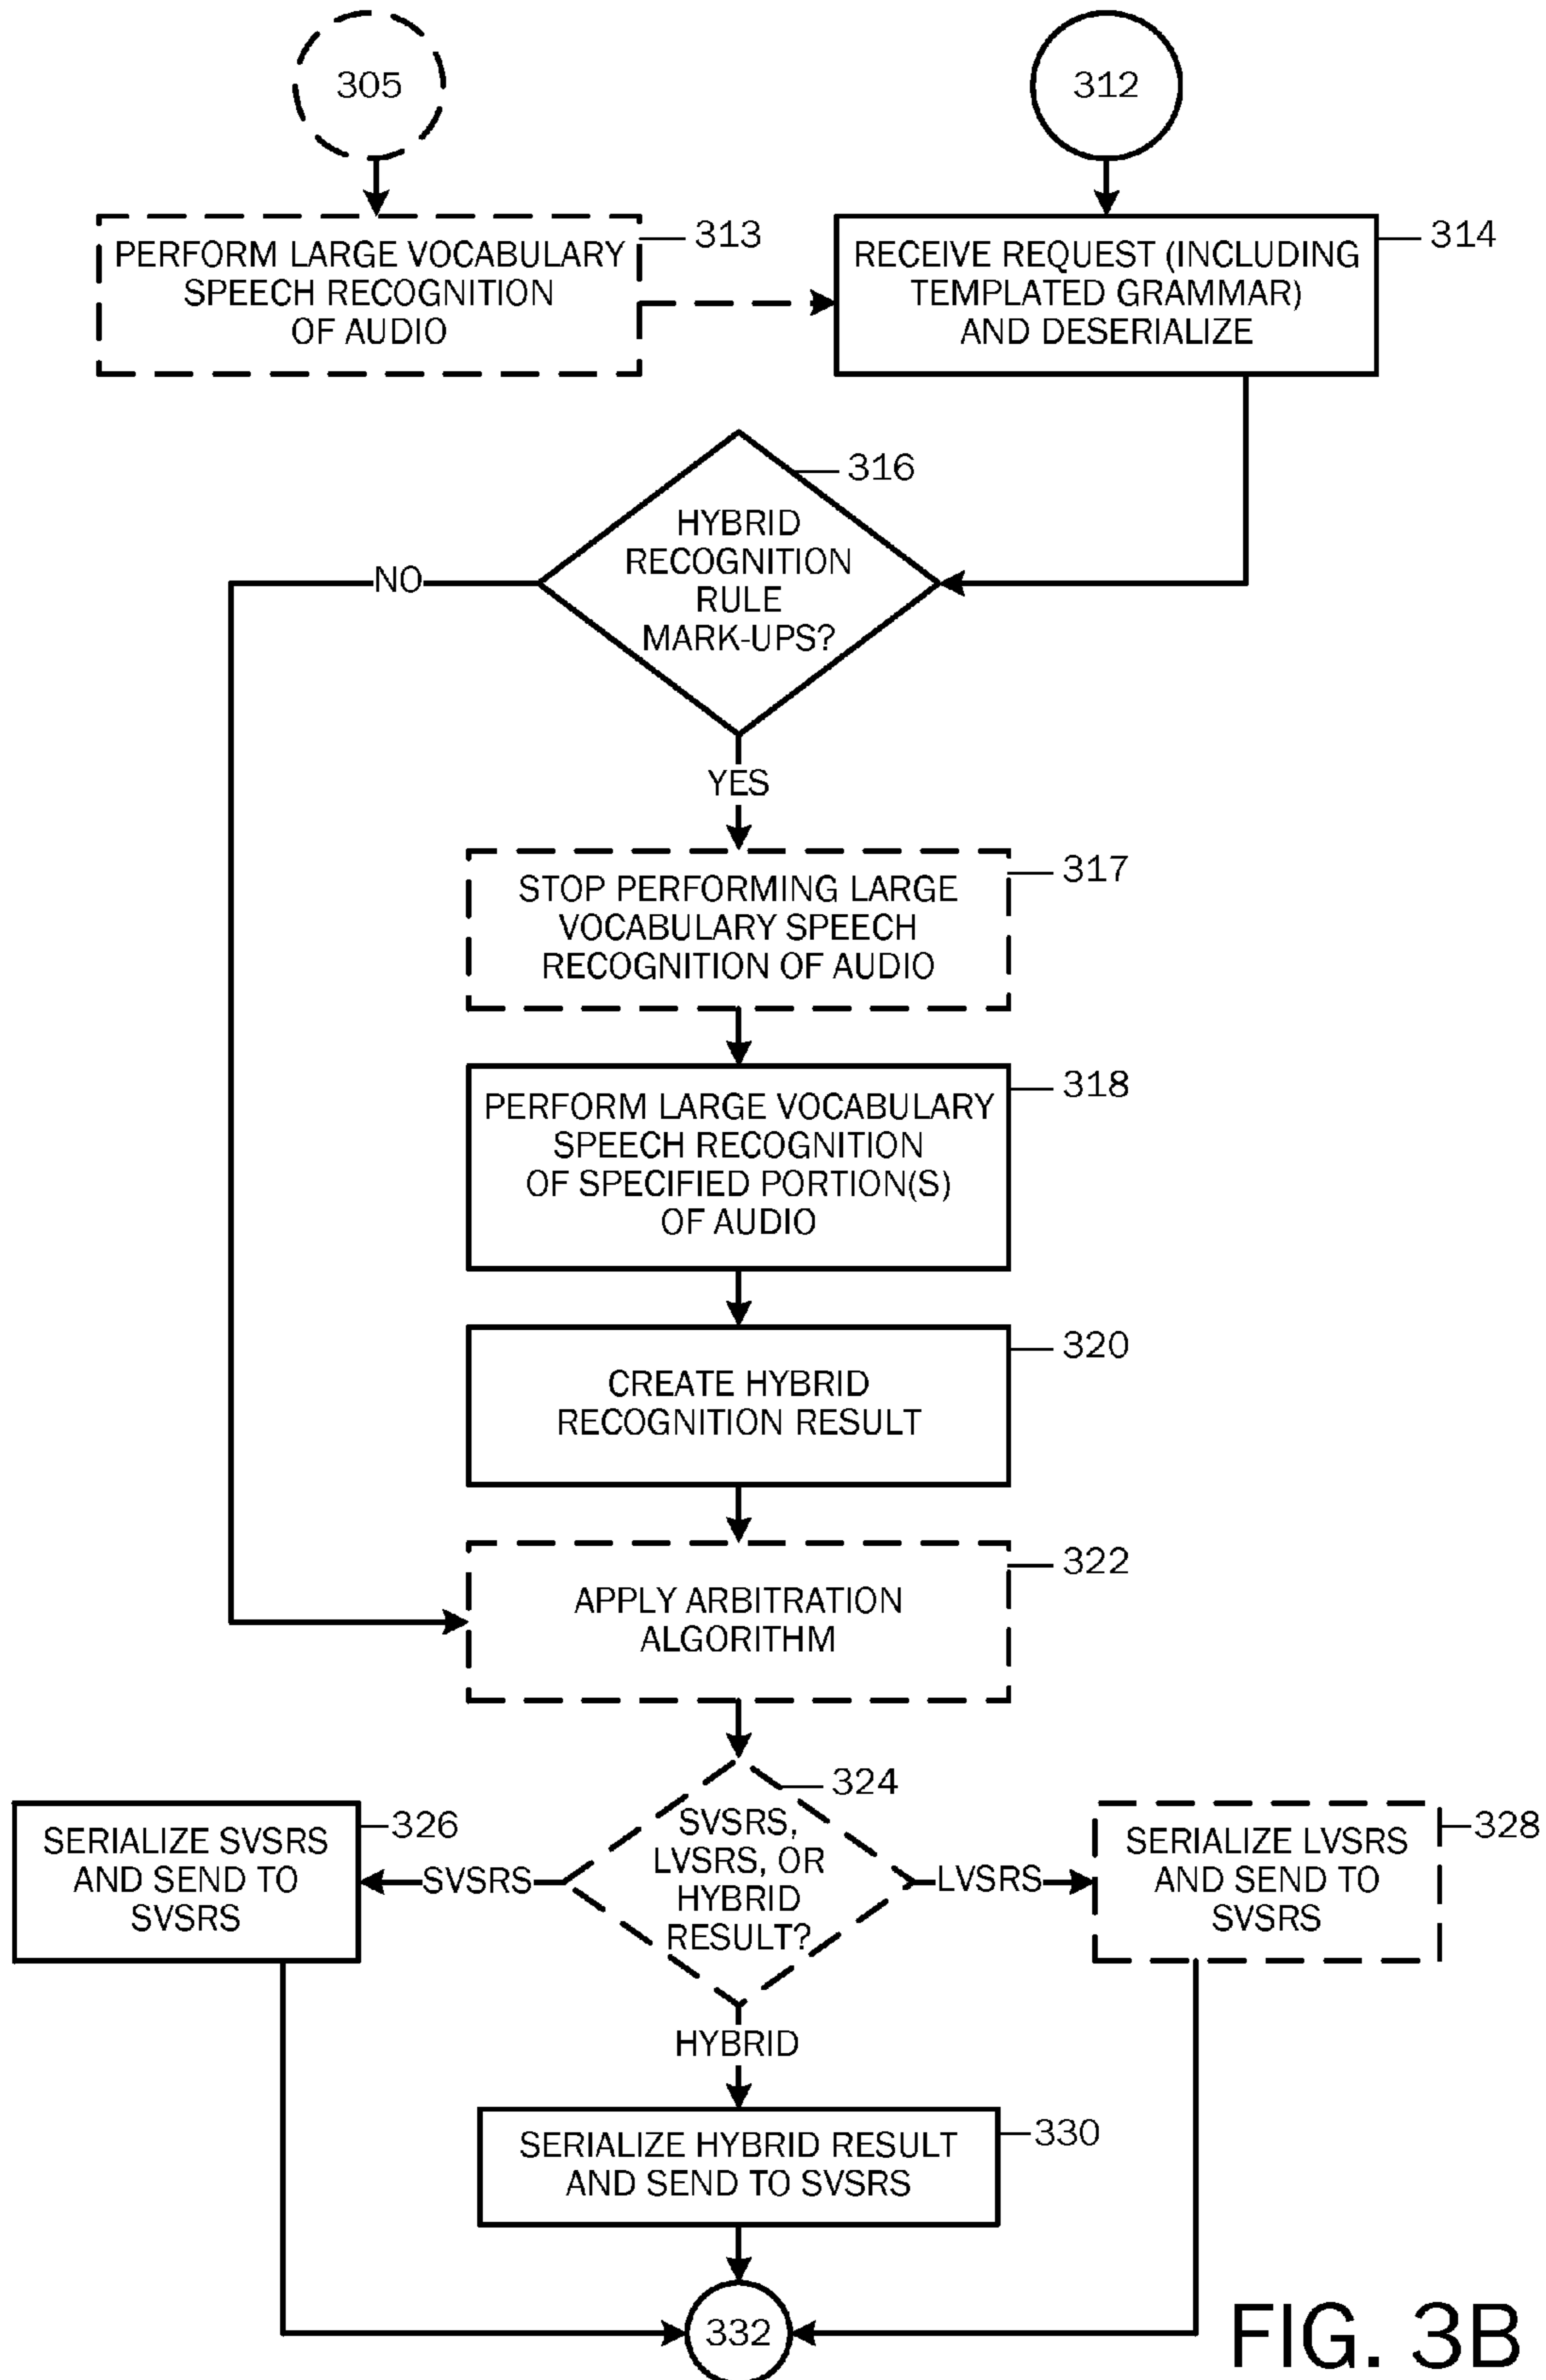 305
312
PERFORM LARGE VOCABULARY
SPEECH RECOGNITION
OF AUDIO
313
RECEIVE REQUEST (INCLUDING
TEMPLATED GRAMMAR)
AND DESERIALIZE
314
HYBRID
RECOGNITION
RULE
MARK-UPS?
316
NO
YES
STOP PERFORMING LARGE
VOCABULARY SPEECH
RECOGNITION OF AUDIO
317
PERFORM LARGE VOCABULARY
SPEECH RECOGNITION
OF SPECIFIED PORTION(S)
OF AUDIO
318
CREATE HYBRID
RECOGNITION RESULT
320
APPLY ARBITRATION
ALGORITHM
322
SVSRS,
LVSRS, OR
HYBRID
RESULT?
324
SERIALIZE SVSRS
AND SEND TO
SVSRS
326
SVSRS
LVSRS
SERIALIZE LVSRS
AND SEND TO
SVSRS
328
HYBRID
SERIALIZE HYBRID RESULT
AND SEND TO SVSRS
330
332
FIG. 3B